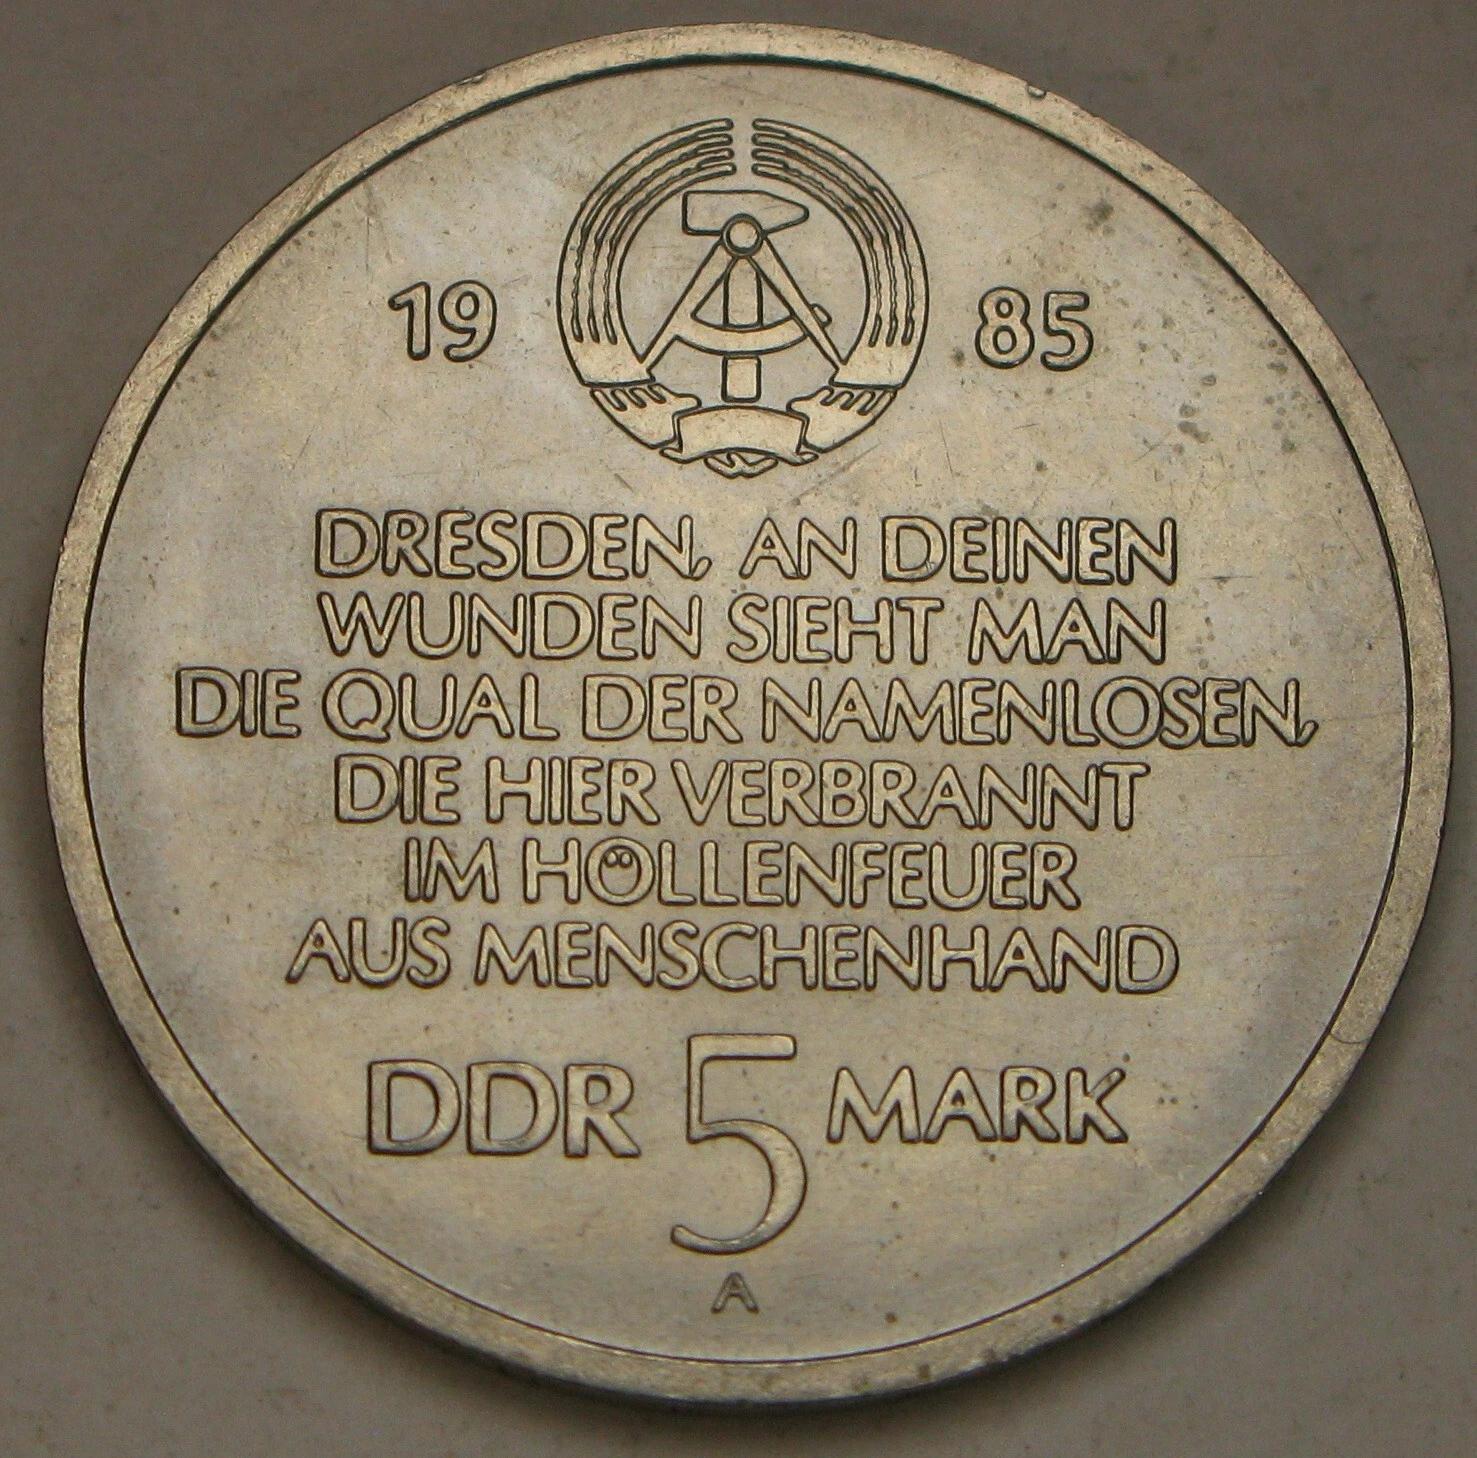 19 85
DRESDEN, AN DEINEN
WUNDEN SIEHT MAN
DIE QUAL DER NAMENLOSEN,
DIE HIER VERBRANNT
IM HÖLLENFEUER
AUS MENSCHENHAND
DDR 5 MARK
A